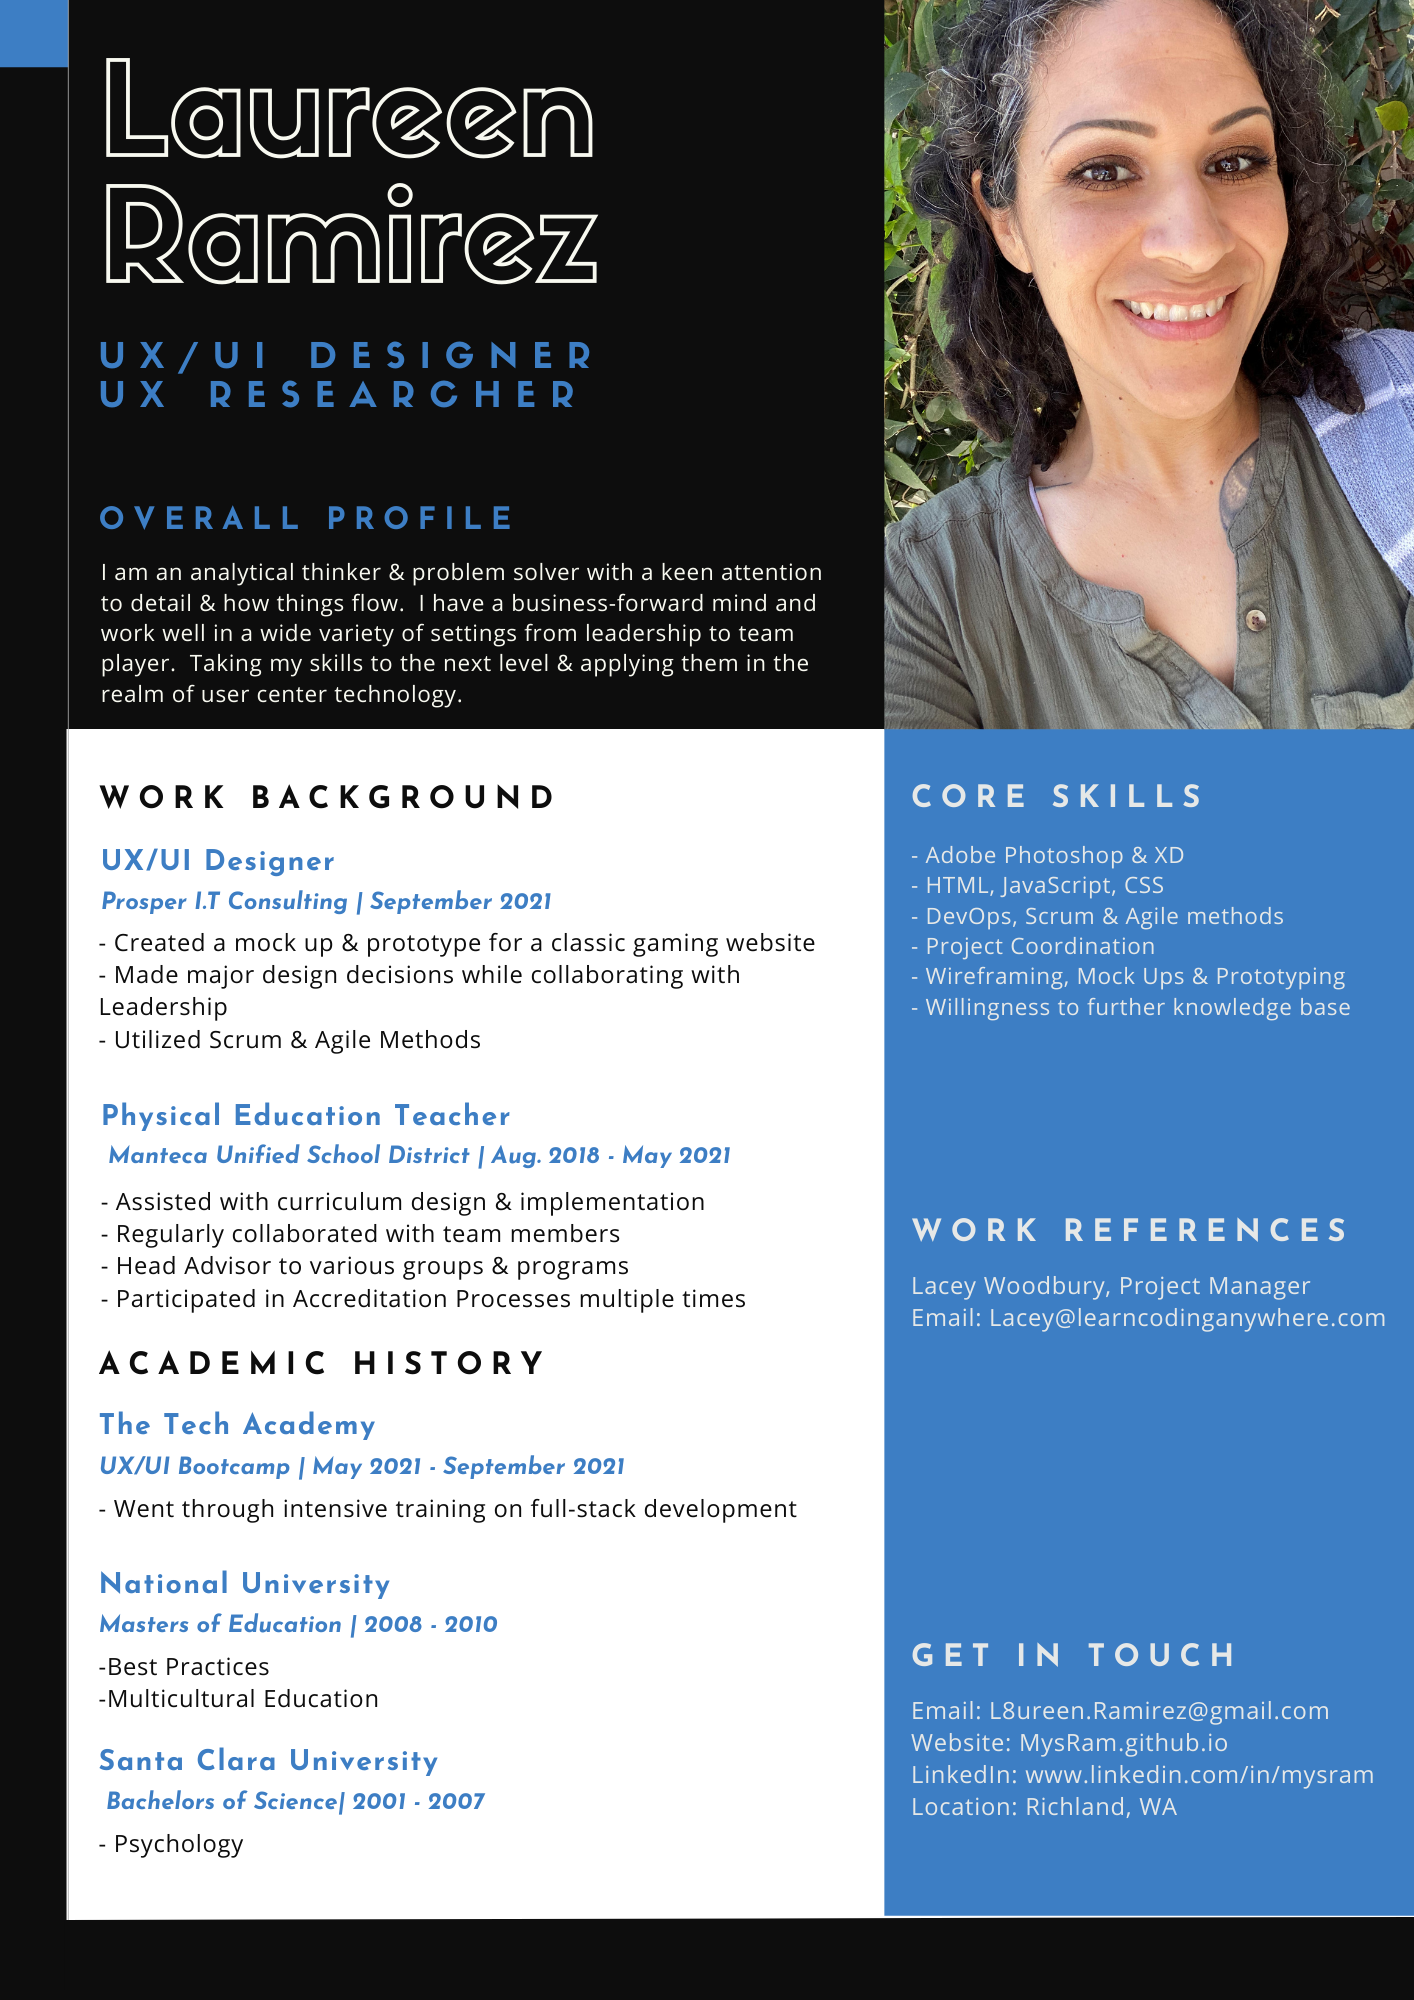 Laureen
Ramirez
UX/UI DESIGNER
UX RESEARCHER
OVERALL PROFILE
I am an analytical thinker & problem solver with a keen attention
to detail & how things flow.  I have a business-forward mind and
work well in a wide variety of settings from leadership to team
player.  Taking my skills to the next level & applying them in the
realm of user center technology.
WORK BACKGROUND
UX/UI Designer
Prosper I.T Consulting | September 2021
- Created a mock up & prototype for a classic gaming website
- Made major design decisions while collaborating with
Leadership
- Utilized Scrum & Agile Methods
Physical Education Teacher
Manteca Unified School District | Aug. 2018 - May 2021
- Assisted with curriculum design & implementation
- Regularly collaborated with team members
- Head Advisor to various groups & programs
- Participated in Accreditation Processes multiple times
ACADEMIC HISTORY
The Tech Academy
UX/UI Bootcamp | May 2021 - September 2021
- Went through intensive training on full-stack development
National University
Masters of Education | 2008 - 2010
-Best Practices
-Multicultural Education
Santa Clara University
Bachelors of Science| 2001 - 2007
- Psychology
CORE SKILLS
- Adobe Photoshop & XD
- HTML, JavaScript, CSS
- DevOps, Scrum & Agile methods
- Project Coordination
- Wireframing, Mock Ups & Prototyping
- Willingness to further knowledge base
WORK REFERENCES
Lacey Woodbury, Project Manager
Email: Lacey@learncodinganywhere.com
GET IN TOUCH
Email: L8ureen.Ramirez@gmail.com
Website: MysRam.github.io
LinkedIn: www.linkedin.com/in/mysram
Location: Richland, WA